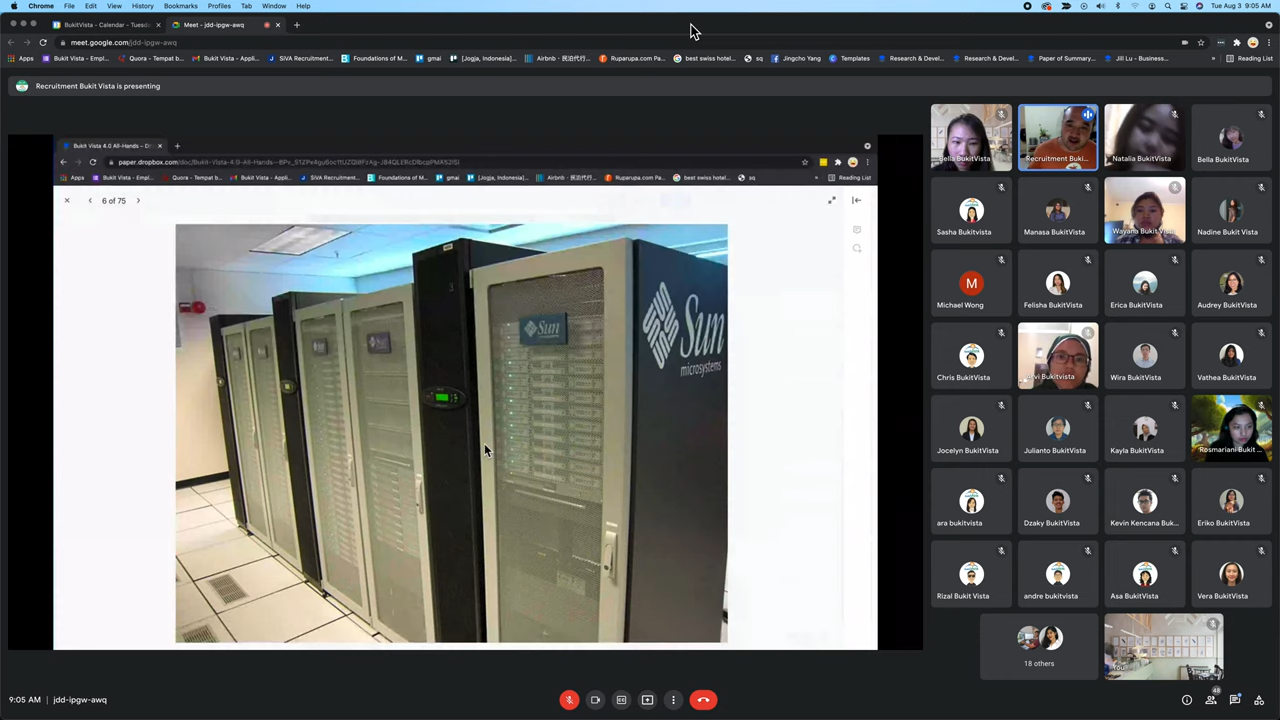 Chrome File Edit View History Bookmarks Profiles Tab Window Help
Tue Aug 3 9:05 AM
BukitVista - Calendar - Tuesd
Meet - jdd-ipgw-awq
meet.google.com/jdd-ipgw-awq
Apps Bukit Vista - Empl... Quora - Tempat b... Bukit Vista - Appli... SIVA Recruitment... Foundations of M... gmai [Jogja, Indonesia]... Airbnb - 民泊代行... Ruparupa.com Pa... best swiss hotel... sq Jingcho Yang Templates Research & Devel... Research & Devel... Paper of Summary... Jill Lu - Business... » Reading List
Recruitment Bukit Vista is presenting
Bukit Vista 4.0 All-Hands – D
Apps Bukit Vista - Empl... Quora - Tempat b... Bukit Vista - Appli... SIVA Recruitment... Foundations of M... gmai [Jogja, Indonesia]... Airbnb - 民泊代行... Ruparupa.com Pa... best swiss hotel... sq » Reading List
6 of 75
Sun
Sun
microsystems
Bella BukitVista
Recruitment Buki...
Natalia BukitVista
Bella BukitVista
Sasha Bukitvista
Manasa BukitVista
Wayana Bukit Vista
Nadine BukitVista
M
Michael Wong
Felisha BukitVista
Erica BukitVista
Audrey BukitVista
Chris BukitVista
BukitVista
Wira BukitVista
Vathea BukitVista
Jocelyn BukitVista
Julianto BukitVista
Kayla BukitVista
Rosmariani Bukit ...
ara bukitvista
Dzaky BukitVista
Kevin Kencana Buk...
Eriko BukitVista
Rizal Bukit Vista
andre bukitvista
Asa BukitVista
Vera BukitVista
18 others
You
9:05 AM | jdd-ipgw-awq
48